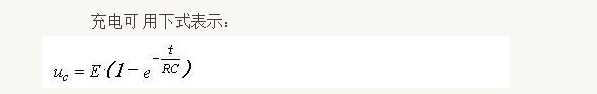 充电可 用下式表示：
u_c = E·(1 − e^{−t/RC})